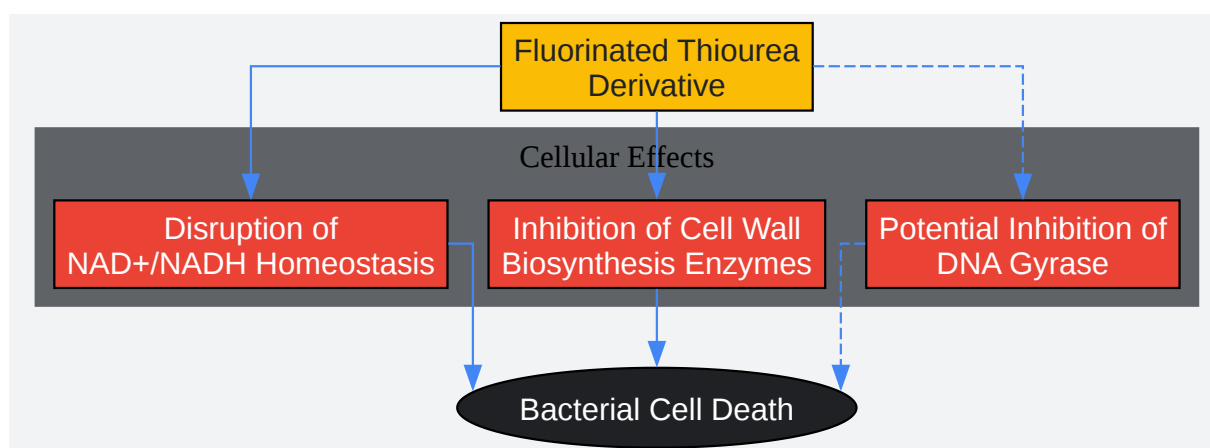 Fluorinated Thiourea
Derivative
Cellular Effects
Disruption of
NAD+/NADH Homeostasis
Inhibition of Cell Wall
Biosynthesis Enzymes
Potential Inhibition of
DNA Gyrase
Bacterial Cell Death